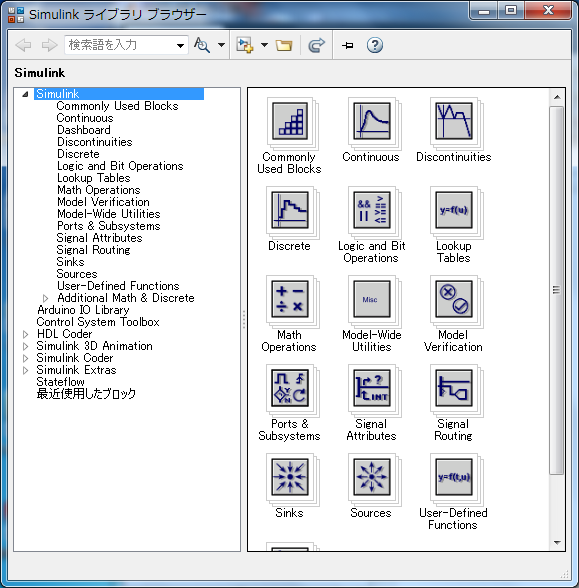 Simulink ライブラリ ブラウザー
検索語を入力
Simulink
Simulink
Commonly Used Blocks
Continuous
Dashboard
Discontinuities
Discrete
Logic and Bit Operations
Lookup Tables
Math Operations
Model Verification
Model-Wide Utilities
Ports & Subsystems
Signal Attributes
Signal Routing
Sinks
Sources
User-Defined Functions
Additional Math & Discrete
Arduino IO Library
Control System Toolbox
HDL Coder
Simulink 3D Animation
Simulink Coder
Simulink Extras
Stateflow
最近使用したブロック
Commonly
Used Blocks
Continuous
Discontinuities
&& >
|| >=
==
<=
<
y=f(u)
Discrete
Logic and Bit
Operations
Lookup
Tables
+ −
÷ ×
Misc
Math
Operations
Model-Wide
Utilities
Model
Verification
Y
N
?
INT
Ports &
Subsystems
Signal
Attributes
Signal
Routing
y=f(t,u)
Sinks
Sources
User-Defined
Functions